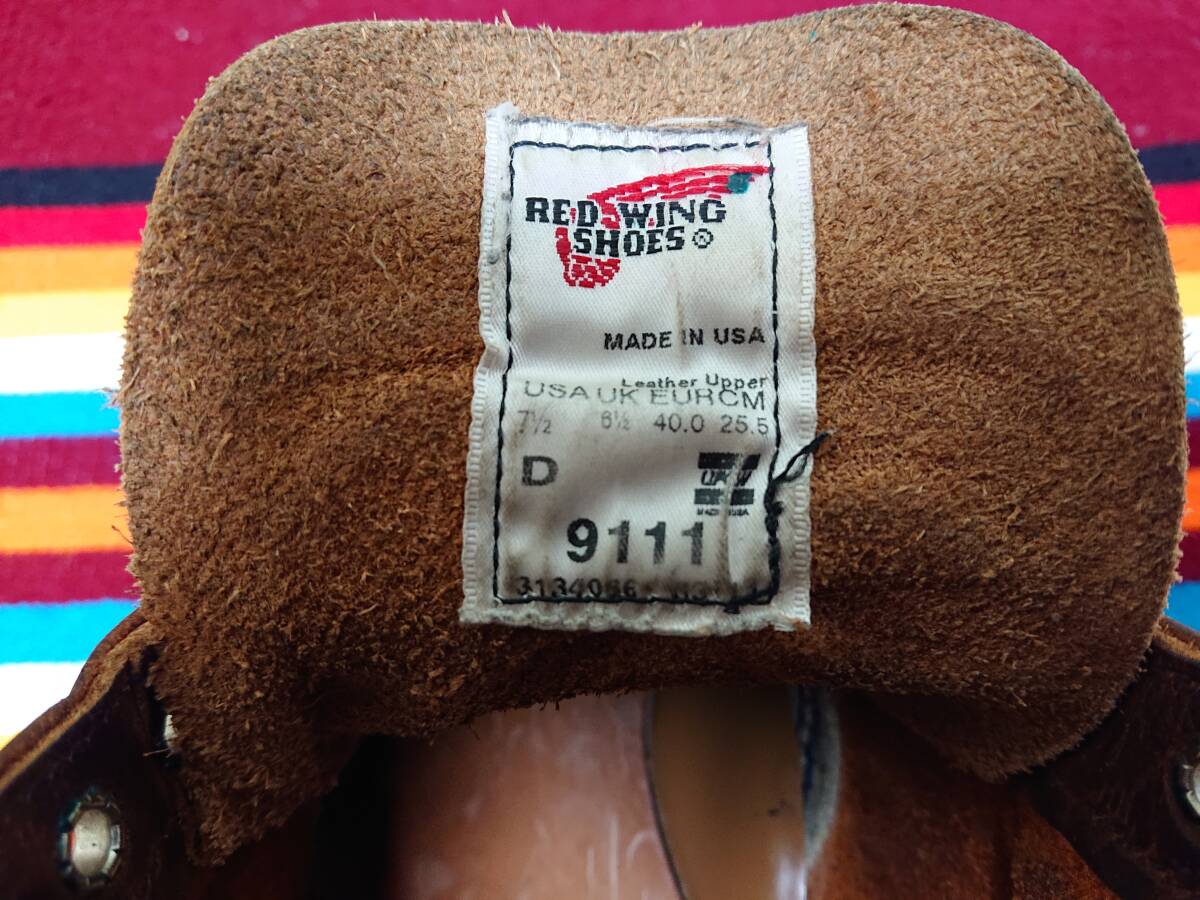 RED WING
SHOES ®
MADE IN USA
Leather Upper
USA UK EUR CM
7½ 6½ 40.0 25.5
D
9111